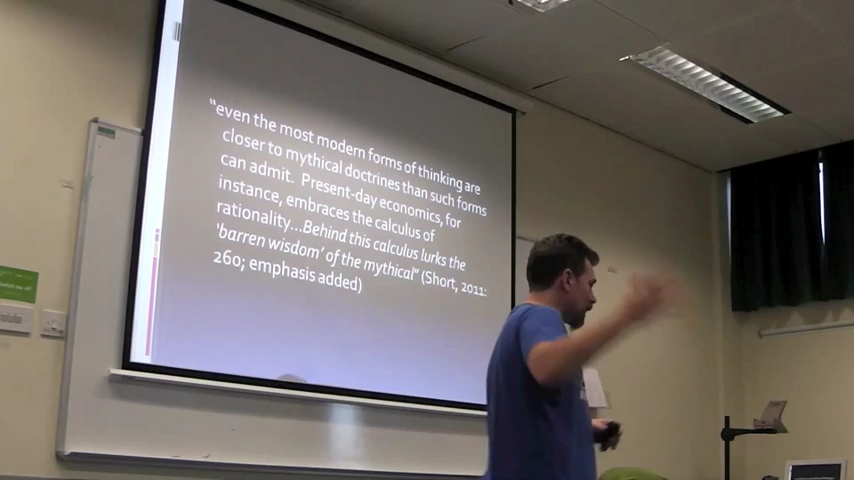 “even the most modern forms of thinking are
closer to mythical doctrines than such forms
can admit.  Present-day economics, for
instance, embraces the calculus of
rationality…Behind this calculus lurks the
‘barren wisdom’ of the mythical” (Short, 2011:
260; emphasis added)